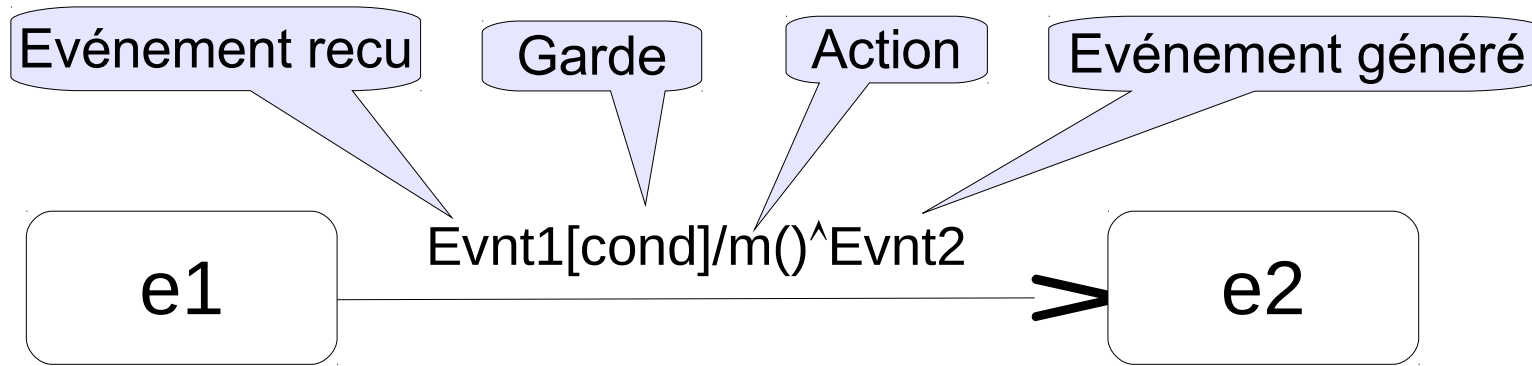 Evénement recu
Garde
Action
Evénement généré
Evnt1[cond]/m()^Evnt2
e1
e2